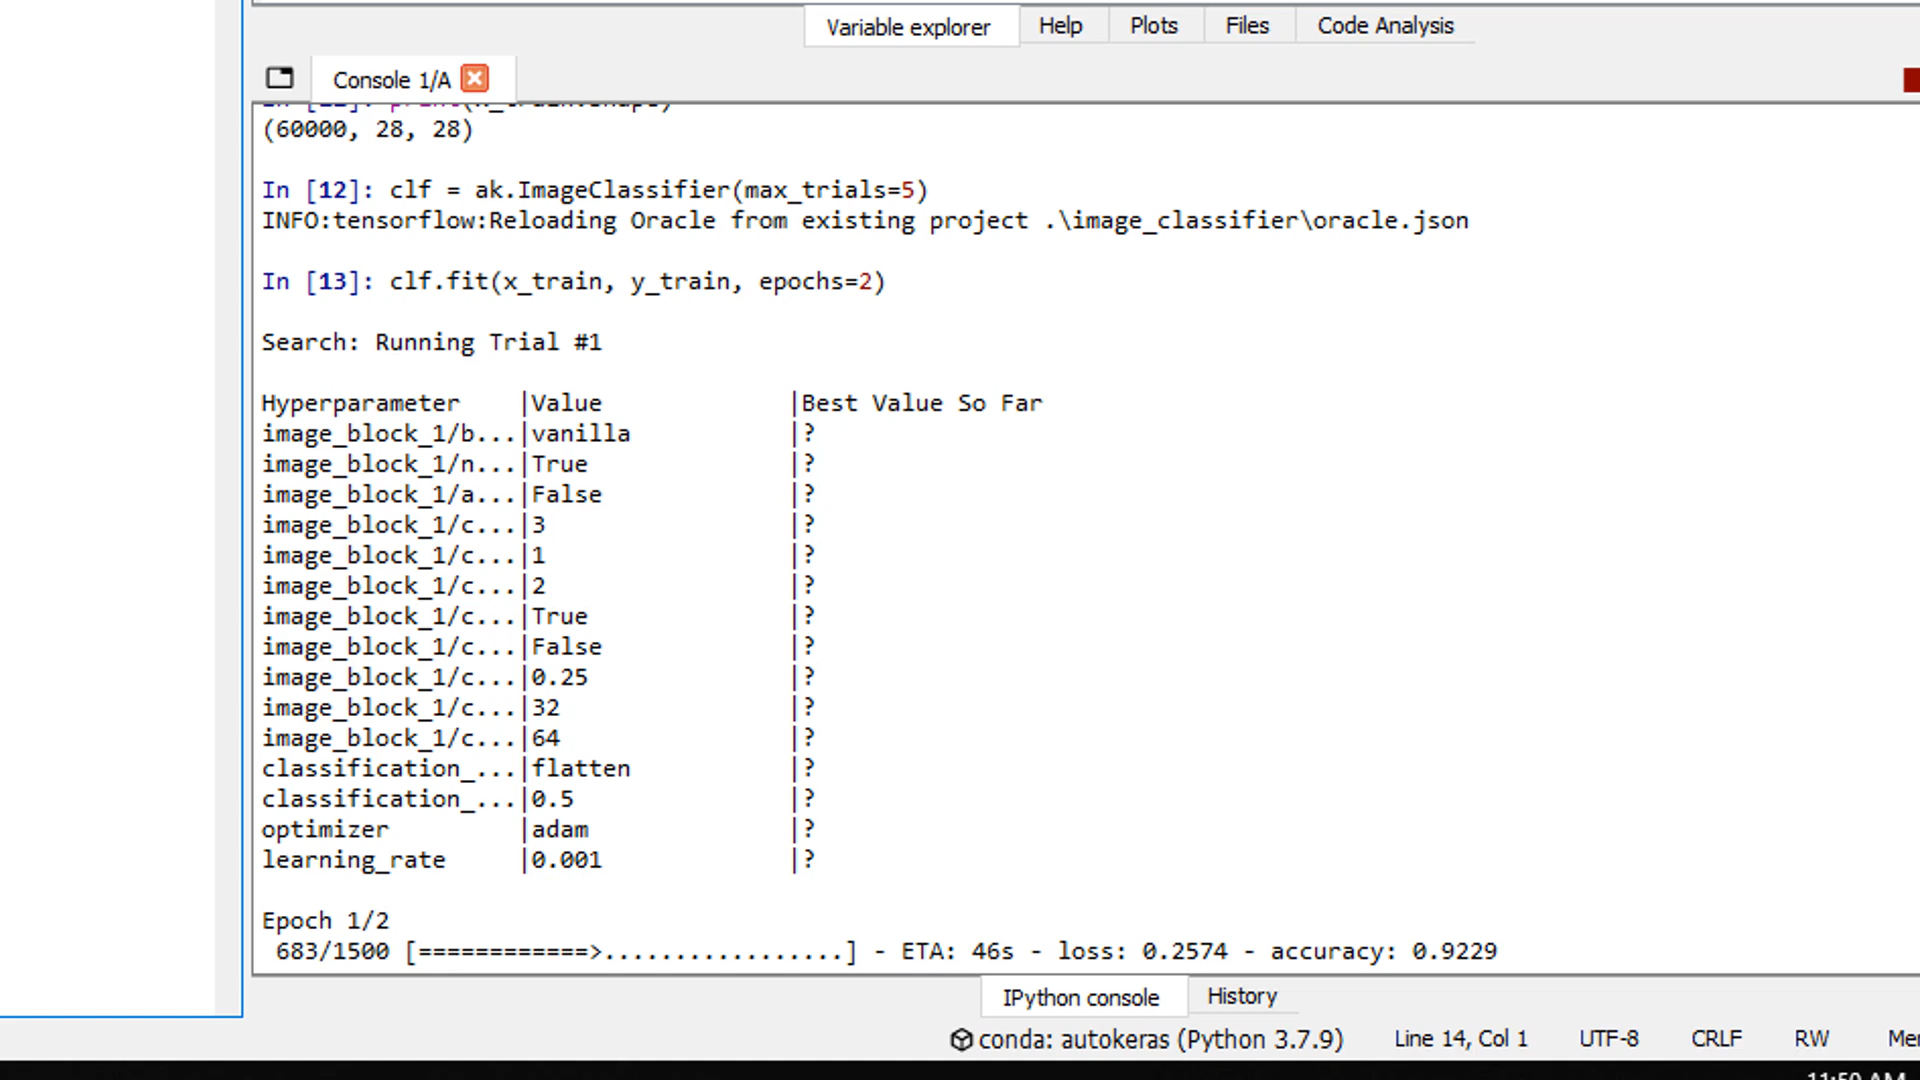 Variable explorer Help Plots Files Code Analysis
Console 1/A
(60000, 28, 28)
In [12]: clf = ak.ImageClassifier(max_trials=5)
INFO:tensorflow:Reloading Oracle from existing project .\image_classifier\oracle.json
In [13]: clf.fit(x_train, y_train, epochs=2)
Search: Running Trial #1
Hyperparameter |Value |Best Value So Far
image_block_1/b...|vanilla |?
image_block_1/n...|True |?
image_block_1/a...|False |?
image_block_1/c...|3 |?
image_block_1/c...|1 |?
image_block_1/c...|2 |?
image_block_1/c...|True |?
image_block_1/c...|False |?
image_block_1/c...|0.25 |?
image_block_1/c...|32 |?
image_block_1/c...|64 |?
classification_...|flatten |?
classification_...|0.5 |?
optimizer |adam |?
learning_rate |0.001 |?
Epoch 1/2
683/1500 [============>.................] - ETA: 46s - loss: 0.2574 - accuracy: 0.9229
IPython console History
conda: autokeras (Python 3.7.9) Line 14, Col 1 UTF-8 CRLF RW